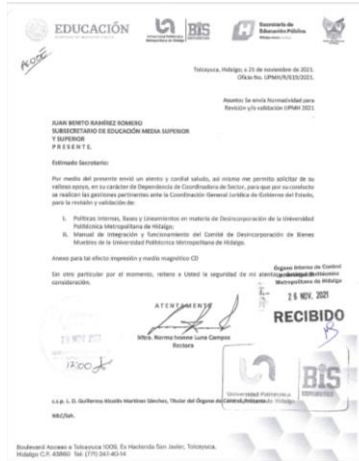 EDUCACIÓN
Universidad Politécnica
Metropolitana de Hidalgo
BIS
Secretaría de
Educación Pública
Tolcayuca, Hidalgo; a 25 de noviembre de 2021.
Oficio No. UPMH/R/619/2021.
Asunto: Se envía Normatividad para
Revisión y/o validación UPMH 2021
JUAN BENITO RAMÍREZ ROMERO
SUBSECRETARIO DE EDUCACIÓN MEDIA SUPERIOR
Y SUPERIOR
P R E S E N T E.
Estimado Secretario:
Por medio del presente envió un atento y cordial saludo, así mismo me permito solicitar de su
valioso apoyo, en su carácter de Dependencia de Coordinadora de Sector, para que por su conducto
se realicen las gestiones pertinentes ante la Coordinación General Jurídica de Gobierno del Estado,
para la revisión y validación de:
I. Políticas Internas, Bases y Lineamientos en materia de Desincorporación de la Universidad
Politécnica Metropolitana de Hidalgo;
II. Manual de Integración y funcionamiento del Comité de Desincorporación de Bienes
Muebles de la Universidad Politécnica Metropolitana de Hidalgo.
Anexo para tal efecto impresión y medio magnético CD
Sin otro particular por el momento, reitero a Usted la seguridad de mi atenta
consideración.
Órgano Interno de Control
Metropolitana de Hidalgo
26 NOV. 2021
RECIBIDO
A T E N T A M E N T E
Mtra. Norma Ivonne Luna Campos
Rectora
NOV 2021
BIS
Universidad Politécnica
c.c.p. L. D. Guillermo Nicolás Martínez Sánchez, Titular del Órgano de Control
Boulevard Acceso a Tolcayuca 1009, Ex Hacienda San Javier, Tolcayuca,
Hidalgo C.P. 43860 Tel. (771)-247-40-14